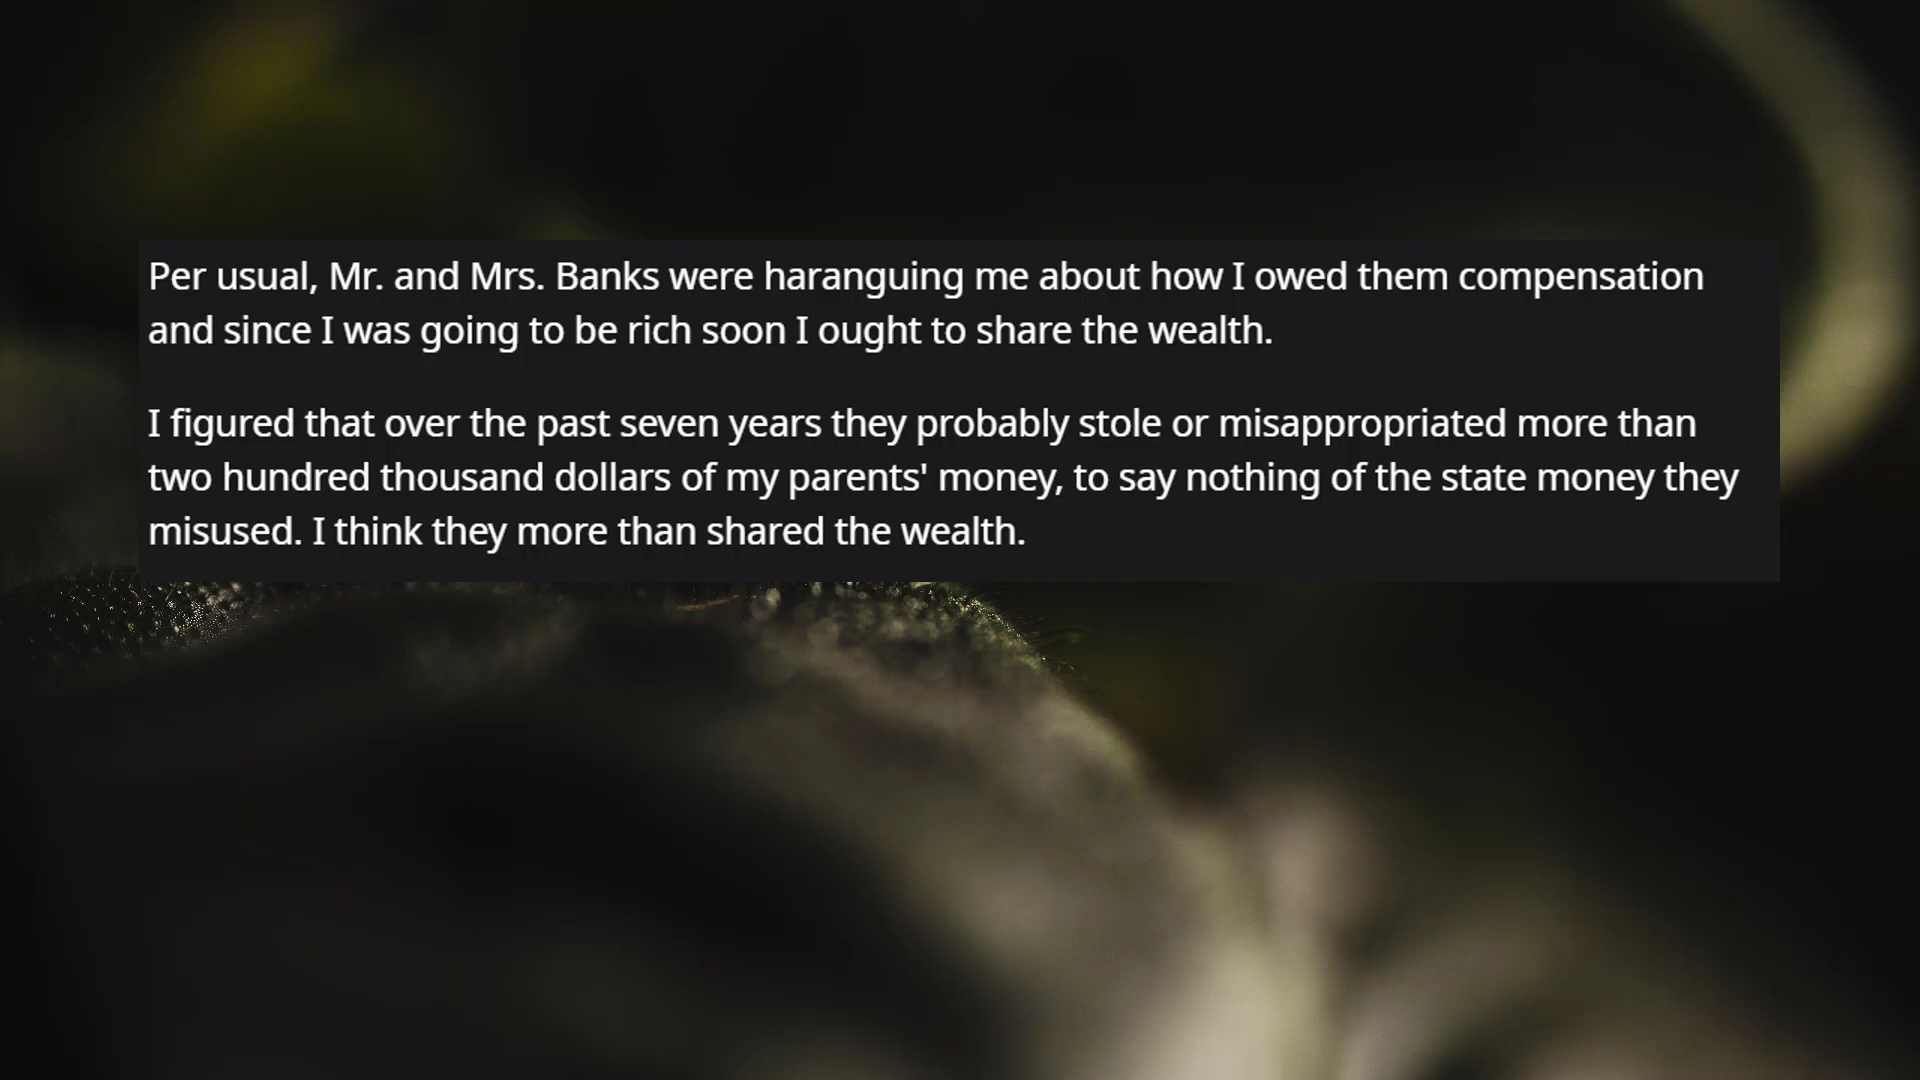 Per usual, Mr. and Mrs. Banks were haranguing me about how I owed them compensation
and since I was going to be rich soon I ought to share the wealth.
I figured that over the past seven years they probably stole or misappropriated more than
two hundred thousand dollars of my parents' money, to say nothing of the state money they
misused. I think they more than shared the wealth.